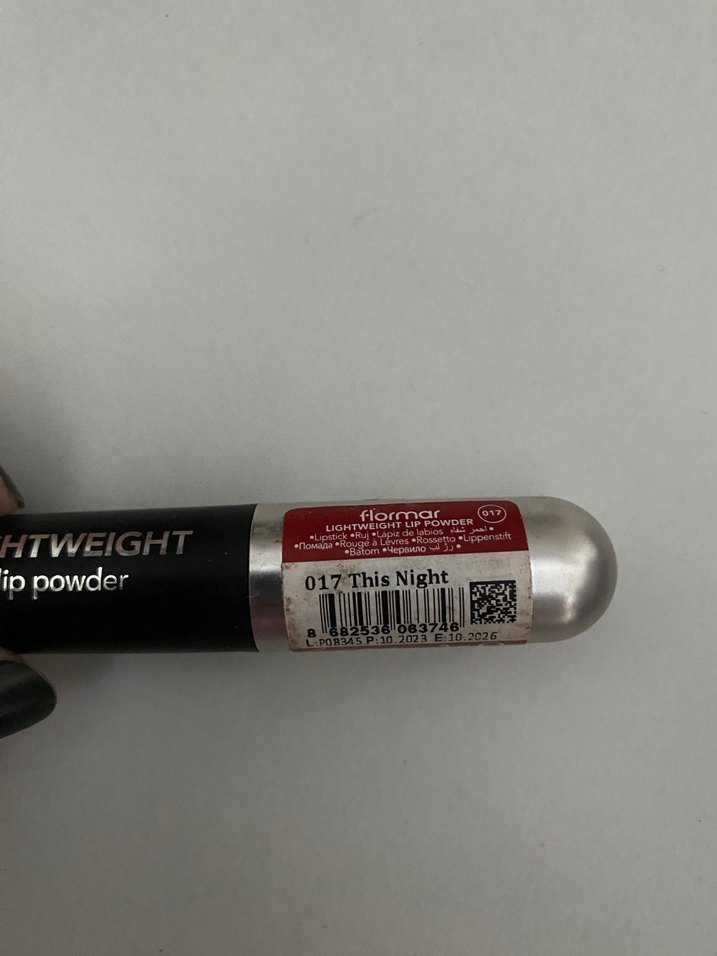 HTWEIGHT
lip powder
flormar
017
LIGHTWEIGHT LIP POWDER
•Lipstick •Ruj •Lápiz de labios احمر شفاه •
•Помада •Rouge à Lèvres •Rossetto •Lippenstift
•Batom •Червило رژ لب •
017 This Night
8 682536 063746
L:P08345 P:10.2023 E:10.2026